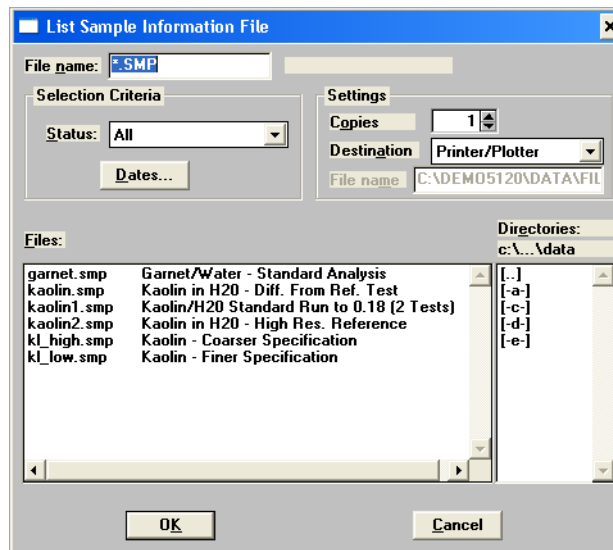 List Sample Information File
File name: *.SMP
Selection Criteria
Status: All
Dates...
Settings
Copies 1
Destination Printer/Plotter
File name C:\DEMO5120\DATA\FIL
Files:
garnet.smp Garnet/Water - Standard Analysis
kaolin.smp Kaolin in H20 - Diff. From Ref. Test
kaolin1.smp Kaolin/H20 Standard Run to 0.18 (2 Tests)
kaolin2.smp Kaolin in H20 - High Res. Reference
kl_high.smp Kaolin - Coarser Specification
kl_low.smp Kaolin - Finer Specification
Directories:
c:\...\data
[..]
[-a-]
[-c-]
[-d-]
[-e-]
OK
Cancel